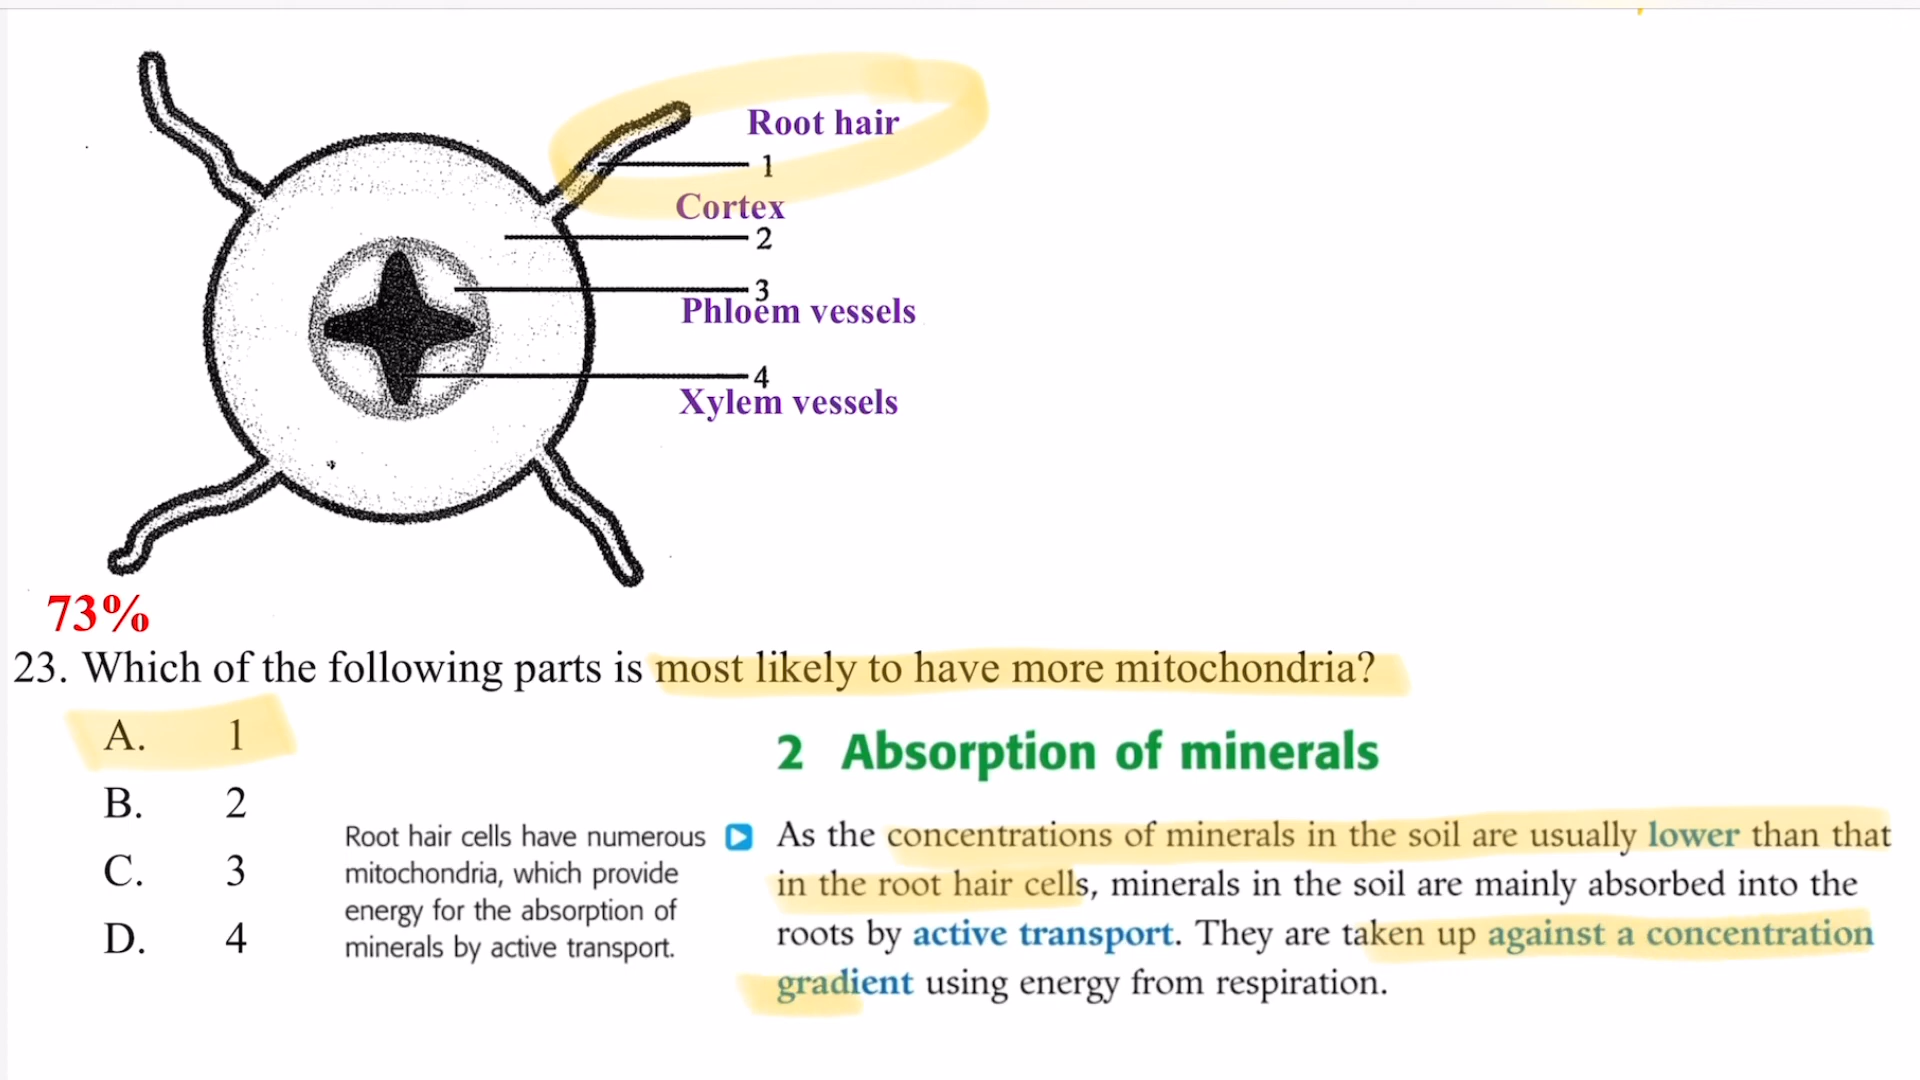 Root hair
1
Cortex
2
3
Phloem vessels
4
Xylem vessels
73%
23. Which of the following parts is most likely to have more mitochondria?
A. 1
B. 2
C. 3
D. 4
2 Absorption of minerals
Root hair cells have numerous
mitochondria, which provide
energy for the absorption of
minerals by active transport.
As the concentrations of minerals in the soil are usually lower than that
in the root hair cells, minerals in the soil are mainly absorbed into the
roots by active transport. They are taken up against a concentration
gradient using energy from respiration.